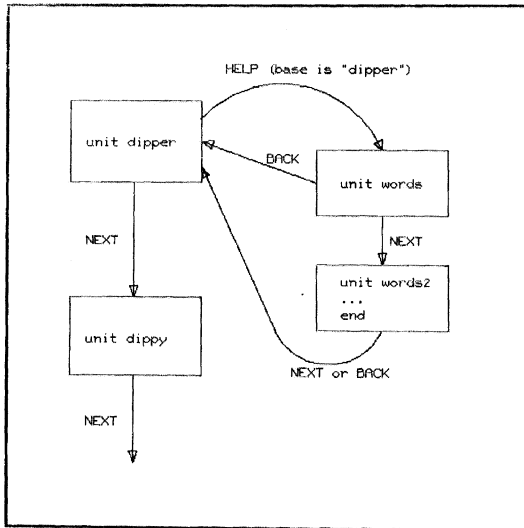 HELP (base is "dipper")
unit dipper
BACK
unit words
NEXT
NEXT
unit words2
...
end
unit dippy
NEXT or BACK
NEXT